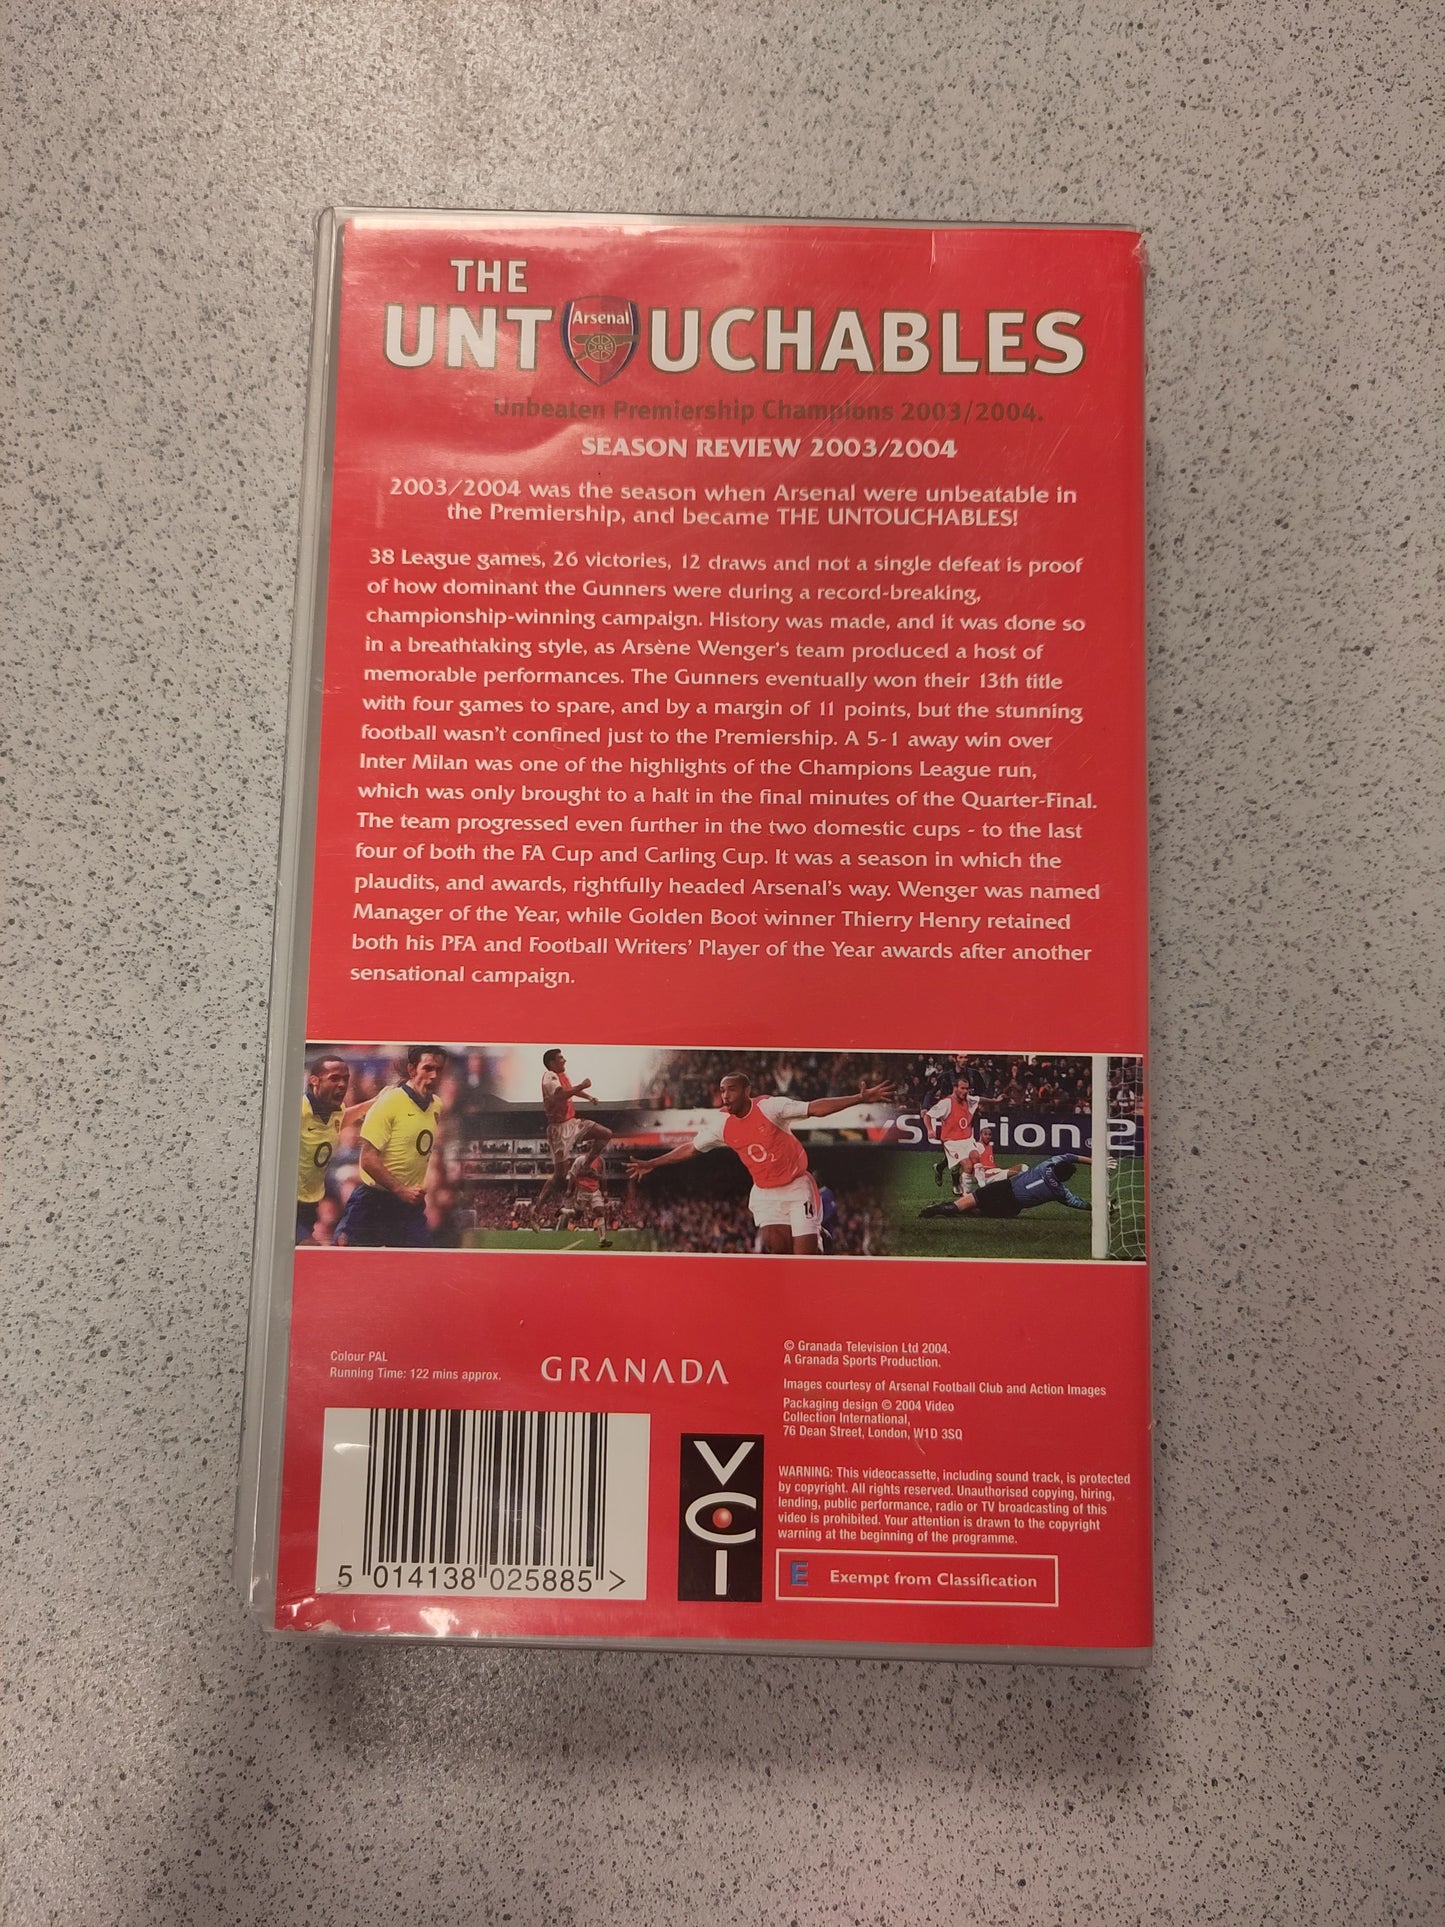 THE
UNT Arsenal UCHABLES
Unbeaten Premiership Champions 2003/2004.
SEASON REVIEW 2003/2004
2003/2004 was the season when Arsenal were unbeatable in
the Premiership, and became THE UNTOUCHABLES!
38 League games, 26 victories, 12 draws and not a single defeat is proof
of how dominant the Gunners were during a record-breaking,
championship-winning campaign. History was made, and it was done so
in a breathtaking style, as Arsène Wenger's team produced a host of
memorable performances. The Gunners eventually won their 13th title
with four games to spare, and by a margin of 11 points, but the stunning
football wasn't confined just to the Premiership. A 5-1 away win over
Inter Milan was one of the highlights of the Champions League run,
which was only brought to a halt in the final minutes of the Quarter-Final.
The team progressed even further in the two domestic cups - to the last
four of both the FA Cup and Carling Cup. It was a season in which the
plaudits, and awards, rightfully headed Arsenal's way. Wenger was named
Manager of the Year, while Golden Boot winner Thierry Henry retained
both his PFA and Football Writers' Player of the Year awards after another
sensational campaign.
O2
14
1
Colour PAL
Running Time: 122 mins approx.
GRANADA
© Granada Television Ltd 2004.
A Granada Sports Production.
Images courtesy of Arsenal Football Club and Action Images
Packaging design © 2004 Video
Collection International,
76 Dean Street, London, W1D 3SQ
WARNING: This videocassette, including sound track, is protected
by copyright. All rights reserved. Unauthorised copying, hiring,
lending, public performance, radio or TV broadcasting of this
video is prohibited. Your attention is drawn to the copyright
warning at the beginning of the programme.
VCI
E Exempt from Classification
5 014138 025885 >